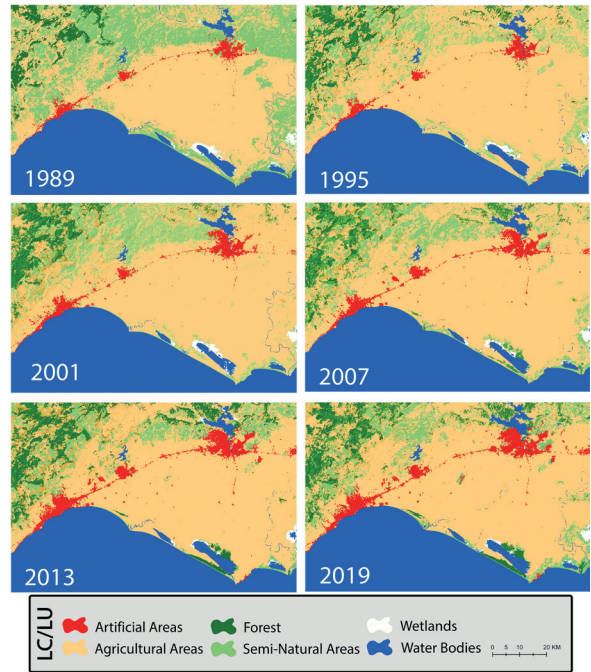 1989
1995
2001
2007
2013
2019
LC/LU
Artificial Areas
Forest
Wetlands
Agricultural Areas
Semi-Natural Areas
Water Bodies
0 5 10 20 KM